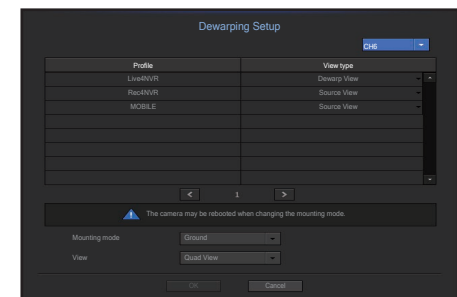 Dewarping Setup
CH6
Profile View type
Live4NVR Dewarp View
Rec4NVR Source View
MOBILE Source View
< 1 >
The camera may be rebooted when changing the mounting mode.
Mounting mode Ground
View Quad View
OK Cancel